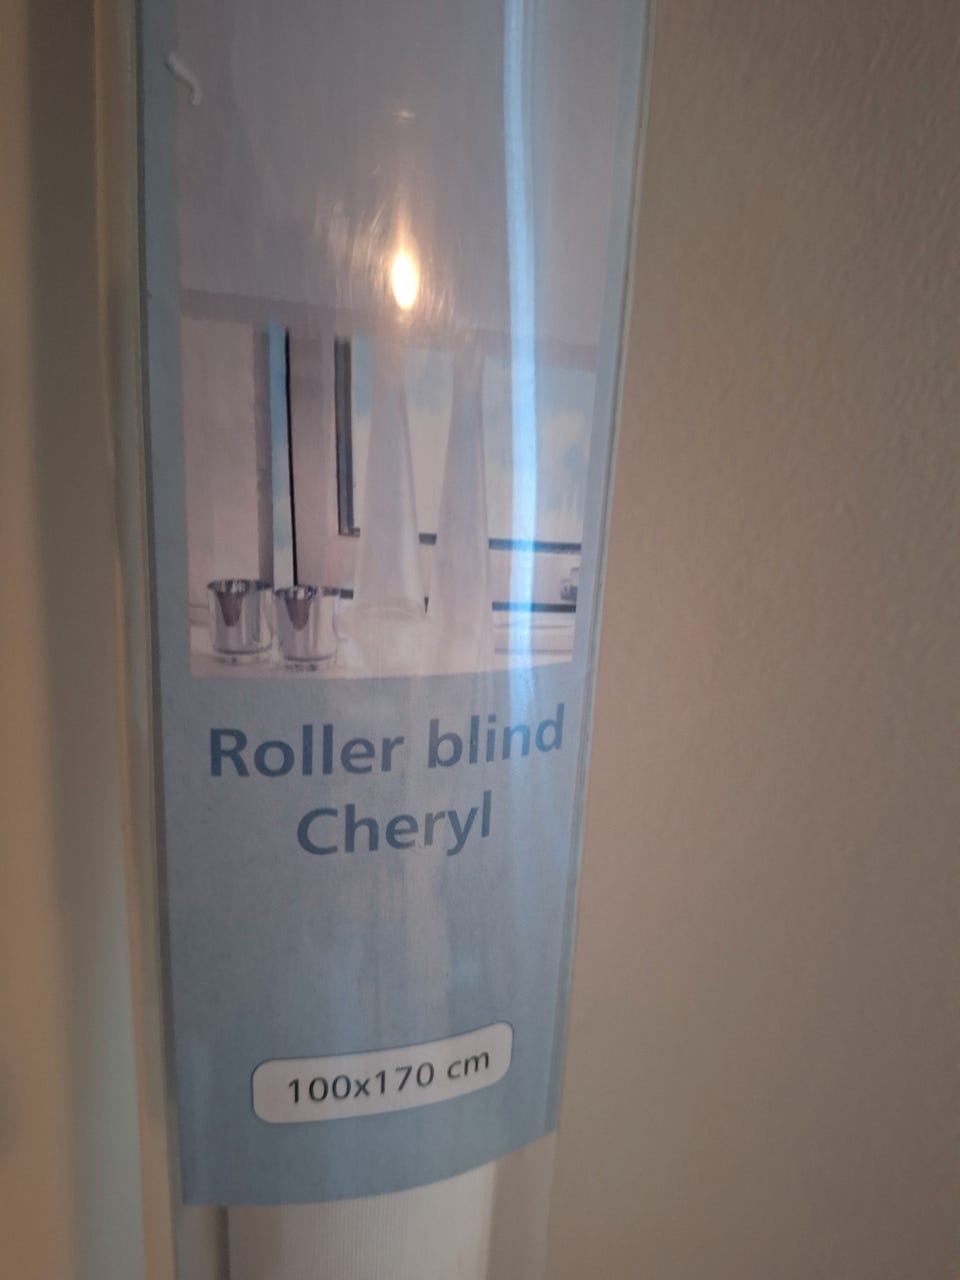 Roller blind
Cheryl
100x170 cm